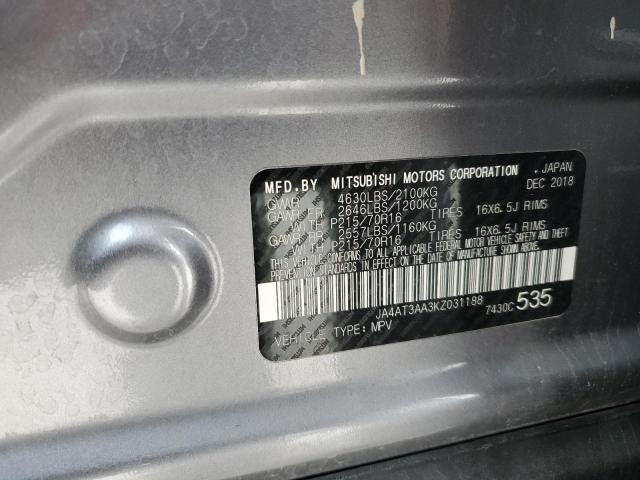 MFD.BY MITSUBISHI MOTORS CORPORATION , JAPAN
GVWR 4630LBS/2100KG DEC 2018
GAWR FR 2646LBS/1200KG
WITH P215/70R16 TIRES 16X6.5J RIMS
GAWR RR 2557LBS/1160KG
WITH P215/70R16 TIRES 16X6.5J RIMS
THIS VEHICLE CONFORMS TO ALL APPLICABLE FEDERAL MOTOR VEHICLE SAFETY AND THEFT
PREVENTION STANDARDS IN EFFECT ON THE DATE OF MANUFACTURE SHOWN ABOVE.
JA4AT3AA3KZ031188 7430C 535
VEHICLE TYPE: MPV